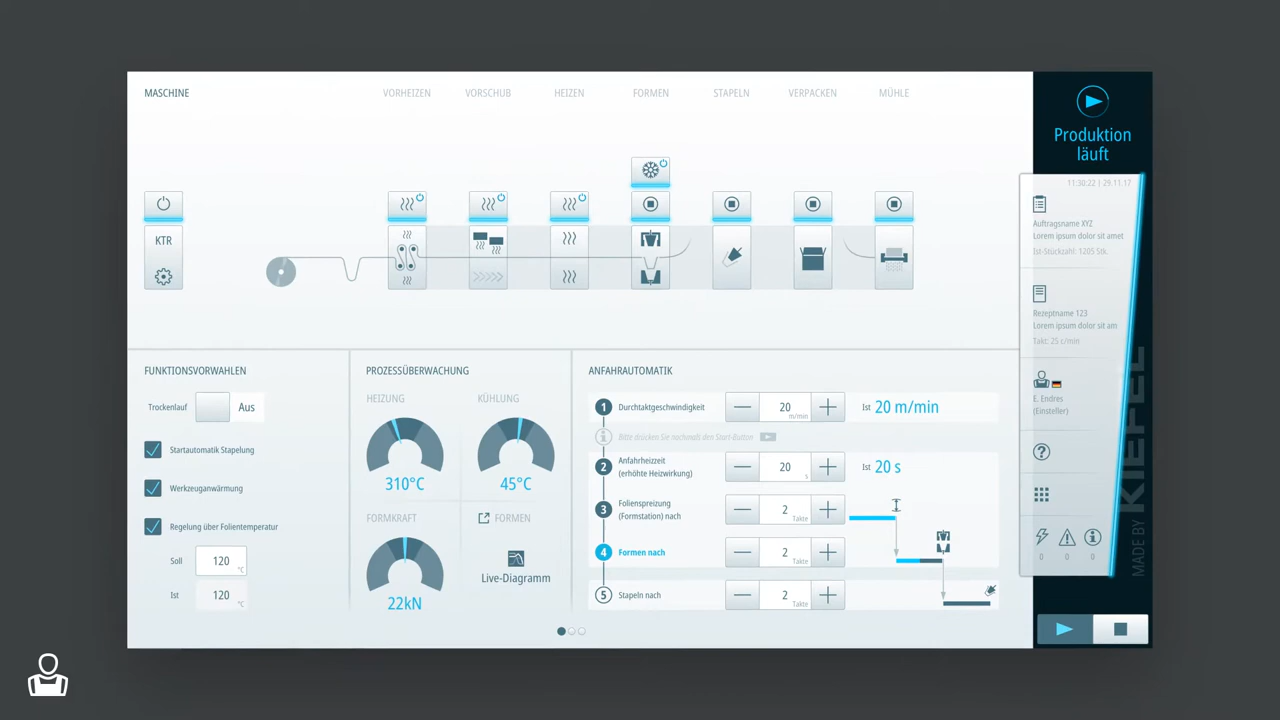 MASCHINE
VORHEIZEN
VORSCHUB
HEIZEN
FORMEN
STAPELN
VERPACKEN
MÜHLE
KTR
FUNKTIONSVORWAHLEN
Trockenlauf
Aus
Startautomatik Stapelung
Werkzeuganwärmung
Regelung über Folientemperatur
Soll
120
°C
Ist
120
°C
PROZESSÜBERWACHUNG
HEIZUNG
310°C
KÜHLUNG
45°C
FORMKRAFT
22kN
FORMEN
Live-Diagramm
ANFAHRAUTOMATIK
1 Durchtaktgeschwindigkeit
20
m/min
Ist 20 m/min
Bitte drücken Sie nochmals den Start-Button
2 Anfahrheizzeit
(erhöhte Heizwirkung)
20
s
Ist 20 s
3 Folienspreizung
(Formstation) nach
2
Takte
4 Formen nach
2
Takte
5 Stapeln nach
2
Takte
Produktion
läuft
11:30:22 | 29.11.17
Auftragsname XYZ
Lorem ipsum dolor sit amet
Ist-Stückzahl: 1205 Stk.
Rezeptname 123
Lorem ipsum dolor sit am
Takt: 25 c/min
E. Endres
(Einsteller)
0 0 0
MADE BY KIEFEL